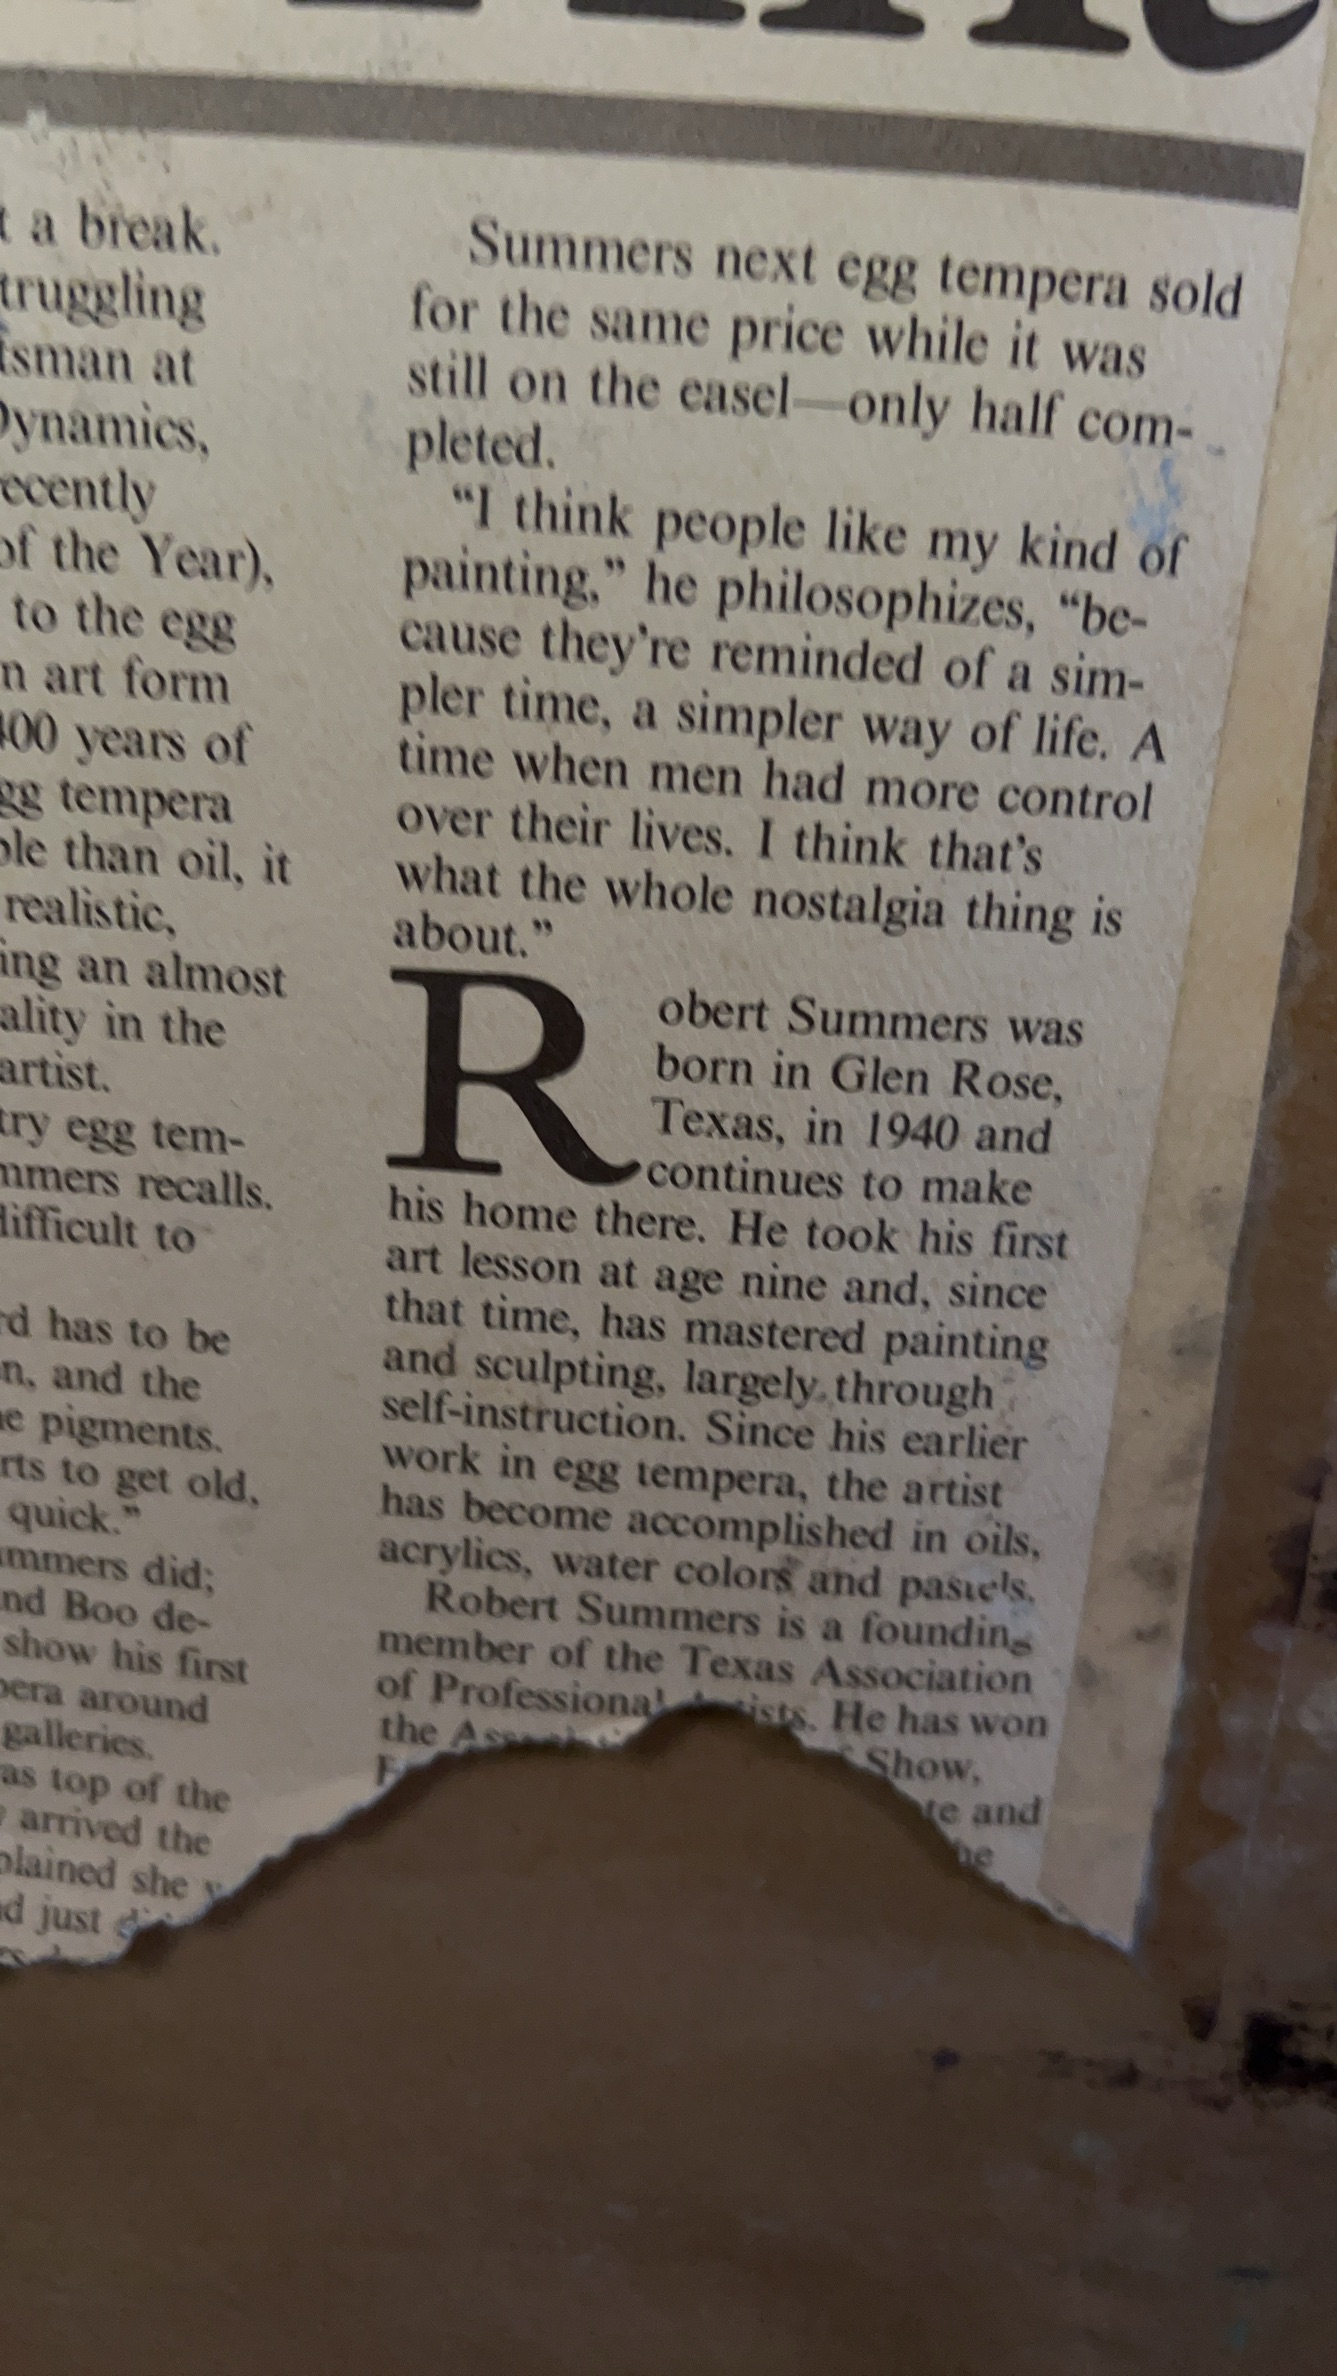 a break.
truggling
tsman at
Dynamics,
ecently
of the Year),
to the egg
n art form
400 years of
gg tempera
ble than oil, it
realistic,
ing an almost
ality in the
artist.
try egg tem-
mmers recalls.
difficult to
rd has to be
n, and the
e pigments.
rts to get old,
quick.”
mmers did;
nd Boo de-
show his first
pera around
galleries.
as top of the
arrived the
plained she
d just
Summers next egg tempera sold
for the same price while it was
still on the easel—only half com-
pleted.
“I think people like my kind of
painting,” he philosophizes, “be-
cause they’re reminded of a sim-
pler time, a simpler way of life. A
time when men had more control
over their lives. I think that’s
what the whole nostalgia thing is
about.”
Robert Summers was
born in Glen Rose,
Texas, in 1940 and
continues to make
his home there. He took his first
art lesson at age nine and, since
that time, has mastered painting
and sculpting, largely through
self-instruction. Since his earlier
work in egg tempera, the artist
has become accomplished in oils,
acrylics, water colors and pastels.
Robert Summers is a founding
member of the Texas Association
of Professional Artists. He has won
the Show,
te and
he